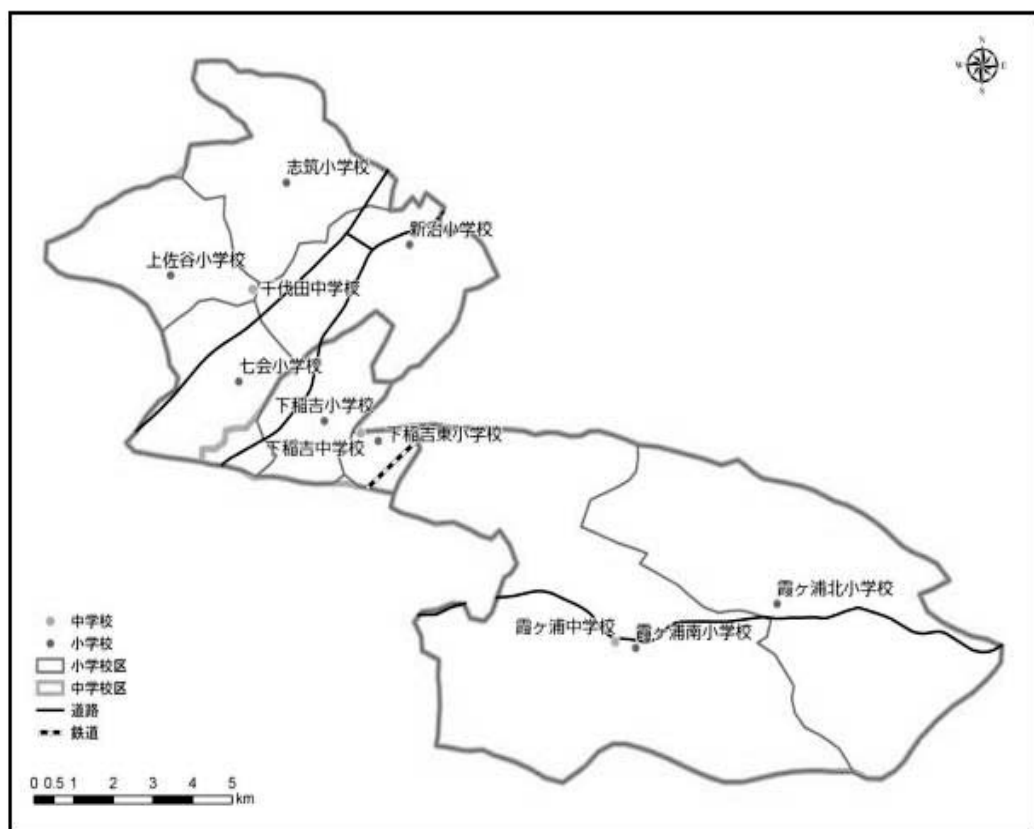 N
W E
S
志筑小学校
新治小学校
上佐谷小学校
千代田中学校
七会小学校
下稲吉小学校
下稲吉中学校
下稲吉東小学校
霞ヶ浦北小学校
霞ヶ浦中学校
霞ヶ浦南小学校
中学校
小学校
小学校区
中学校区
道路
鉄道
0 0.5 1 2 3 4 5
km